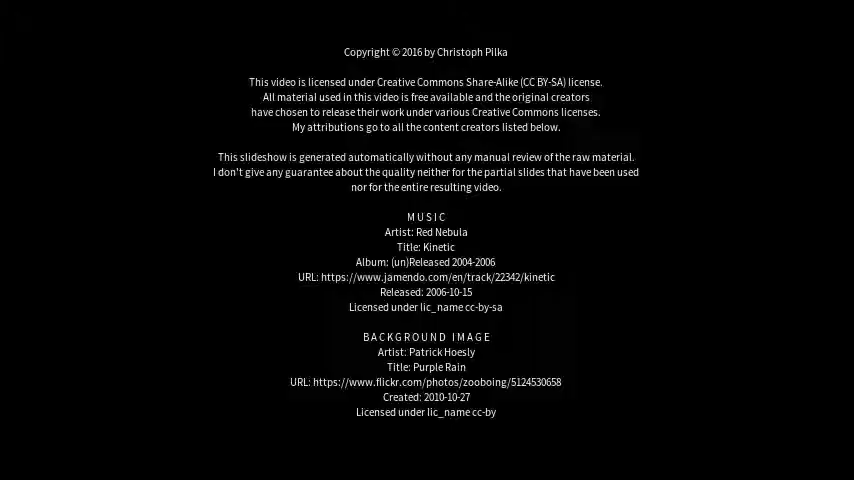 Copyright © 2016 by Christoph Pilka
This video is licensed under Creative Commons Share-Alike (CC BY-SA) license.
All material used in this video is free available and the original creators
have chosen to release their work under various Creative Commons licenses.
My attributions go to all the content creators listed below.
This slideshow is generated automatically without any manual review of the raw material.
I don't give any guarantee about the quality neither for the partial slides that have been used
nor for the entire resulting video.
MUSIC
Artist: Red Nebula
Title: Kinetic
Album: (un)Released 2004-2006
URL: https://www.jamendo.com/en/track/22342/kinetic
Released: 2006-10-15
Licensed under lic_name cc-by-sa
BACKGROUND IMAGE
Artist: Patrick Hoesly
Title: Purple Rain
URL: https://www.flickr.com/photos/zooboing/5124530658
Created: 2010-10-27
Licensed under lic_name cc-by